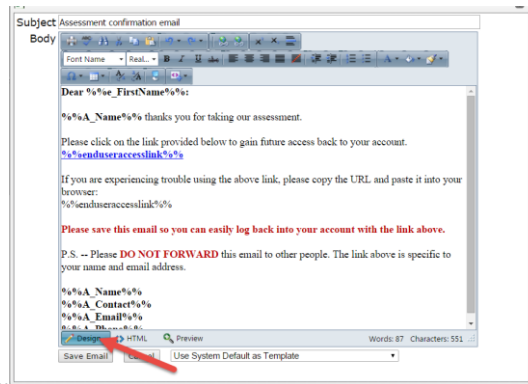 Subject Assessment confirmation email
Body
Font Name Real...
Dear %%e_FirstName%%:
%%A_Name%% thanks you for taking our assessment.
Please click on the link provided below to gain future access back to your account.
%%enduseraccesslink%%
If you are experiencing trouble using the above link, please copy the URL and paste it into your
browser:
%%enduseraccesslink%%
Please save this email so you can easily log back into your account with the link above.
P.S. -- Please DO NOT FORWARD this email to other people. The link above is specific to
your name and email address.
%%A_Name%%
%%A_Contact%%
%%A_Email%%
%%A_Phone%%
Design HTML Preview Words: 87 Characters: 551
Save Email Cancel Use System Default as Template